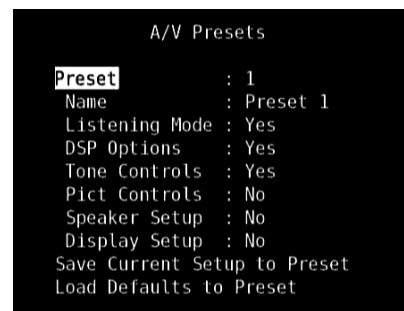 A/V Presets
Preset : 1
Name : Preset 1
Listening Mode : Yes
DSP Options : Yes
Tone Controls : Yes
Pict Controls : No
Speaker Setup : No
Display Setup : No
Save Current Setup to Preset
Load Defaults to Preset